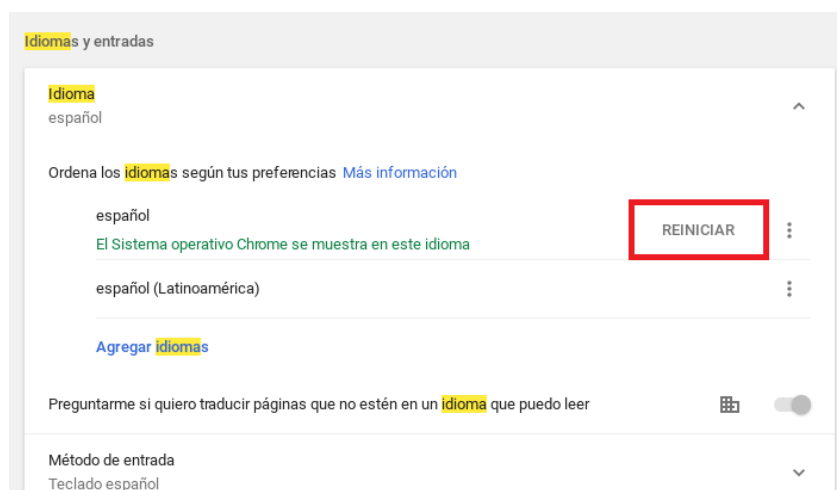 Idiomas y entradas
Idioma
español
Ordena los idiomas según tus preferencias Más información
español
REINICIAR
El Sistema operativo Chrome se muestra en este idioma
español (Latinoamérica)
Agregar idiomas
Preguntarme si quiero traducir páginas que no estén en un idioma que puedo leer
Método de entrada
Teclado español